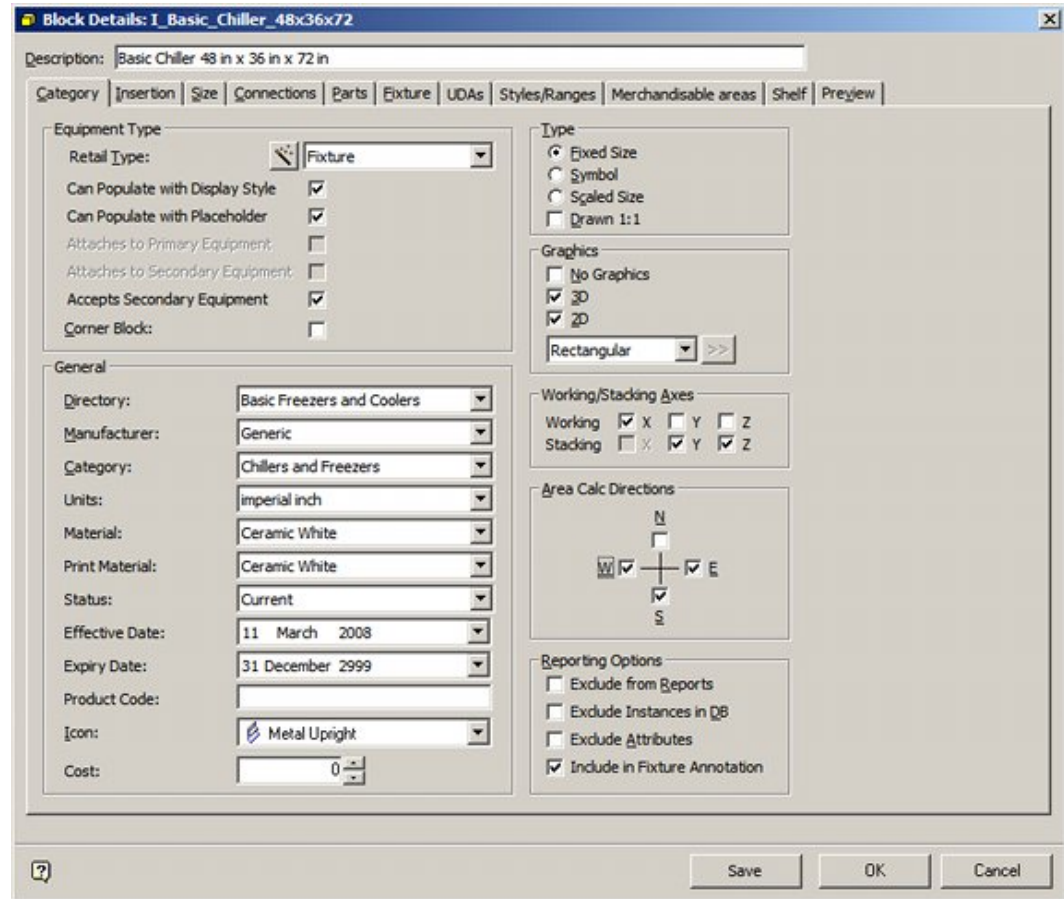 Block Details: I_Basic_Chiller_48x36x72
Description: Basic Chiller 48 in x 36 in x 72 in
Category Insertion Size Connections Parts Fixture UDAs Styles/Ranges Merchandisable areas Shelf Preview
Equipment Type
Retail Type: Fixture
Can Populate with Display Style
Can Populate with Placeholder
Attaches to Primary Equipment
Attaches to Secondary Equipment
Accepts Secondary Equipment
Corner Block:
General
Directory: Basic Freezers and Coolers
Manufacturer: Generic
Category: Chillers and Freezers
Units: imperial inch
Material: Ceramic White
Print Material: Ceramic White
Status: Current
Effective Date: 11 March 2008
Expiry Date: 31 December 2999
Product Code:
Icon: Metal Upright
Cost: 0
Type
Fixed Size
Symbol
Scaled Size
Drawn 1:1
Graphics
No Graphics
3D
2D
Rectangular >>
Working/Stacking Axes
Working X Y Z
Stacking X Y Z
Area Calc Directions
N
W E
S
Reporting Options
Exclude from Reports
Exclude Instances in DB
Exclude Attributes
Include in Fixture Annotation
? Save OK Cancel